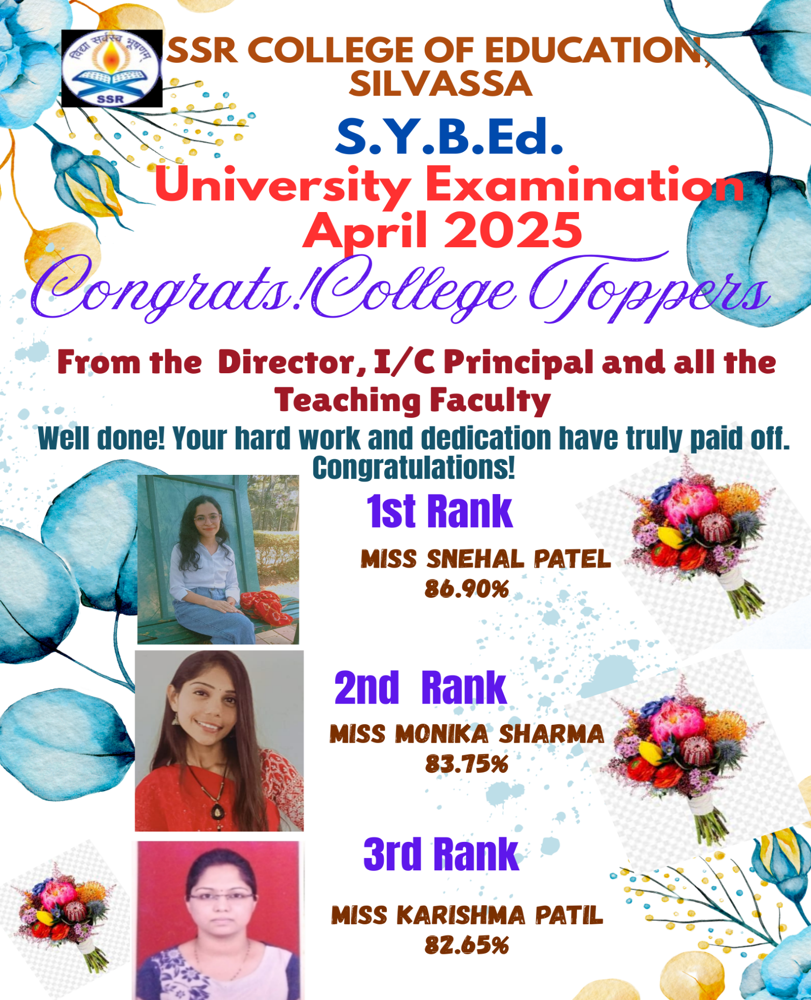 विद्या सर्वस्व भूषणम्
SSR
SSR COLLEGE OF EDUCATION,
SILVASSA
S.Y.B.Ed.
University Examination
April 2025
Congrats! College Toppers
From the Director, I/C Principal and all the
Teaching Faculty
Well done! Your hard work and dedication have truly paid off.
Congratulations!
1st Rank
MISS SNEHAL PATEL
86.90%
2nd Rank
MISS MONIKA SHARMA
83.75%
3rd Rank
MISS KARISHMA PATIL
82.65%